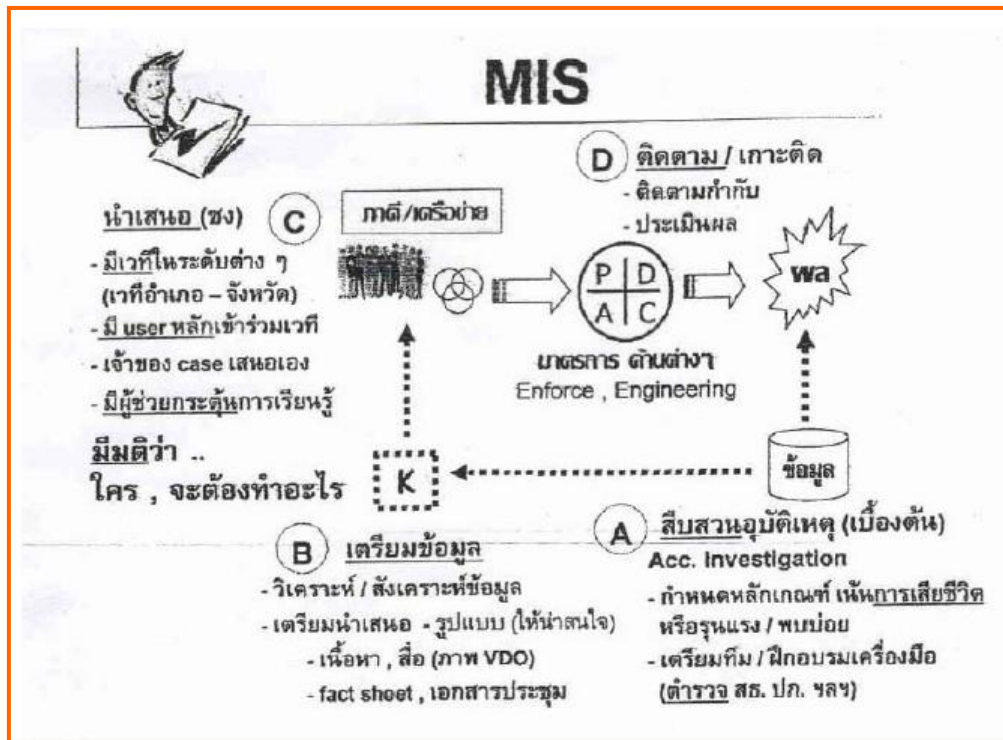 MIS
D ติดตาม / เกาะติด
- ติดตามกำกับ
- ประเมินผล
นำเสนอ (ชง) C
- มีเวทีในระดับต่าง ๆ
(เวทีอำเภอ – จังหวัด)
- มี user หลักเข้าร่วมเวที
- เจ้าของ case เสนอเอง
- มีผู้ช่วยกระตุ้นการเรียนรู้
มีมติว่า ..
ใคร , จะต้องทำอะไร
ภาคี/เครือข่าย
P D
A C
ผล
มาตรการ ด้านต่างๆ
Enforce , Engineering
K
ข้อมูล
B เตรียมข้อมูล
- วิเคราะห์ / สังเคราะห์ข้อมูล
- เตรียมนำเสนอ - รูปแบบ (ให้น่าสนใจ)
- เนื้อหา , สื่อ (ภาพ VDO)
- fact sheet , เอกสารประชุม
A สืบสวนอุบัติเหตุ (เบื้องต้น)
Acc. Investigation
- กำหนดหลักเกณฑ์ เน้นการเสียชีวิต
หรือรุนแรง / พบบ่อย
- เตรียมทีม / ฝึกอบรมเครื่องมือ
(ตำรวจ สธ. ปภ. ฯลฯ)